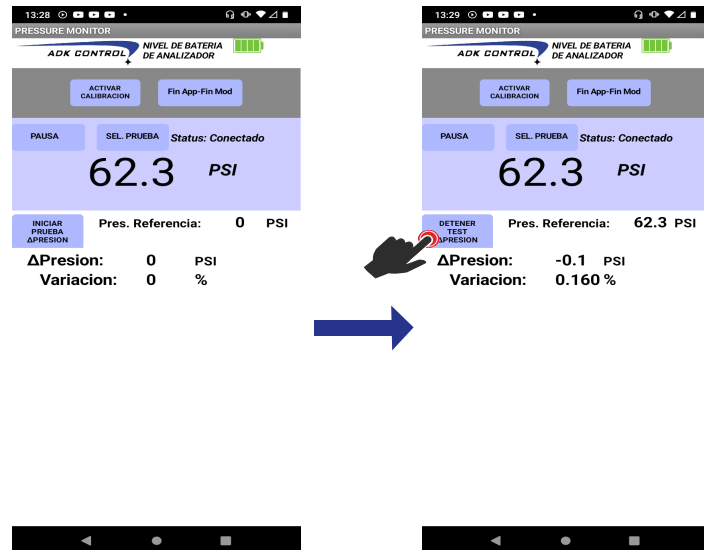 13:28
PRESSURE MONITOR
ADK CONTROL
NIVEL DE BATERIA
DE ANALIZADOR
ACTIVAR
CALIBRACION
Fin App-Fin Mod
PAUSA
SEL. PRUEBA
Status: Conectado
62.3 PSI
INICIAR
PRUEBA
ΔPRESION
Pres. Referencia: 0 PSI
ΔPresion: 0 PSI
Variacion: 0 %
13:29
PRESSURE MONITOR
ADK CONTROL
NIVEL DE BATERIA
DE ANALIZADOR
ACTIVAR
CALIBRACION
Fin App-Fin Mod
PAUSA
SEL. PRUEBA
Status: Conectado
62.3 PSI
DETENER
TEST
ΔPRESION
Pres. Referencia: 62.3 PSI
ΔPresion: -0.1 PSI
Variacion: 0.160 %